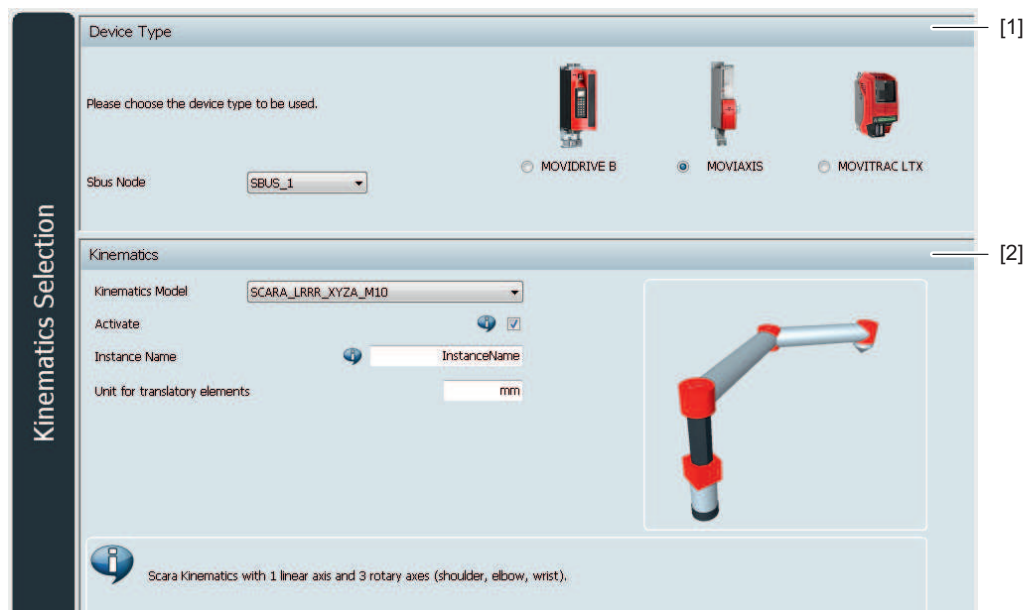 Device Type
[1]
Please choose the device type to be used.
MOVIDRIVE B
MOVIAXIS
MOVITRAC LTX
Sbus Node
SBUS_1
Kinematics Selection
Kinematics
[2]
Kinematics Model
SCARA_LRRR_XYZA_M10
Activate
Instance Name
InstanceName
Unit for translatory elements
mm
Scara Kinematics with 1 linear axis and 3 rotary axes (shoulder, elbow, wrist).